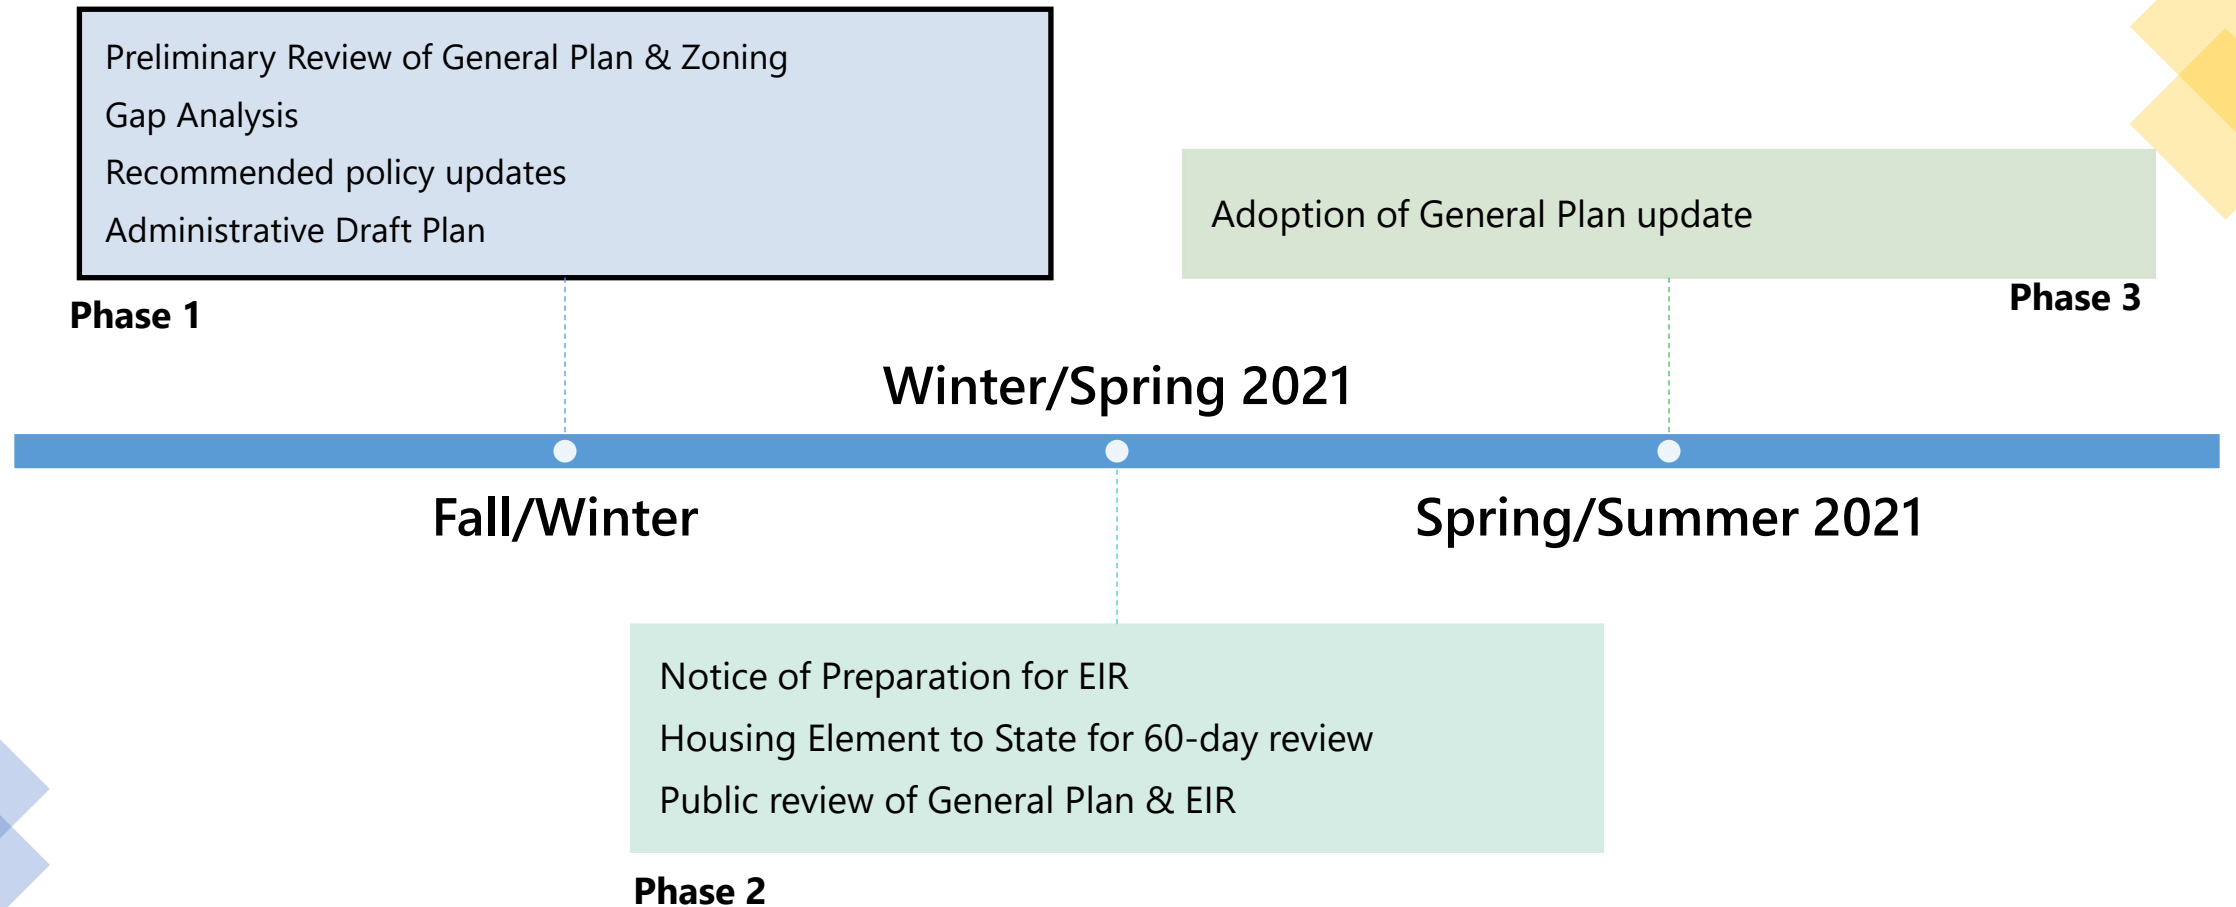 Preliminary Review of General Plan & Zoning
Gap Analysis
Recommended policy updates
Administrative Draft Plan
Phase 1
Adoption of General Plan update
Phase 3
Winter/Spring 2021
Fall/Winter
Spring/Summer 2021
Notice of Preparation for EIR
Housing Element to State for 60-day review
Public review of General Plan & EIR
Phase 2